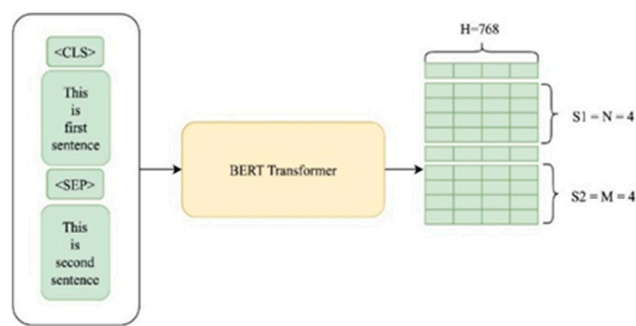 <CLS>
This
is
first
sentence
<SEP>
This
is
second
sentence
BERT Transformer
H=768
S1 = N = 4
S2 = M = 4